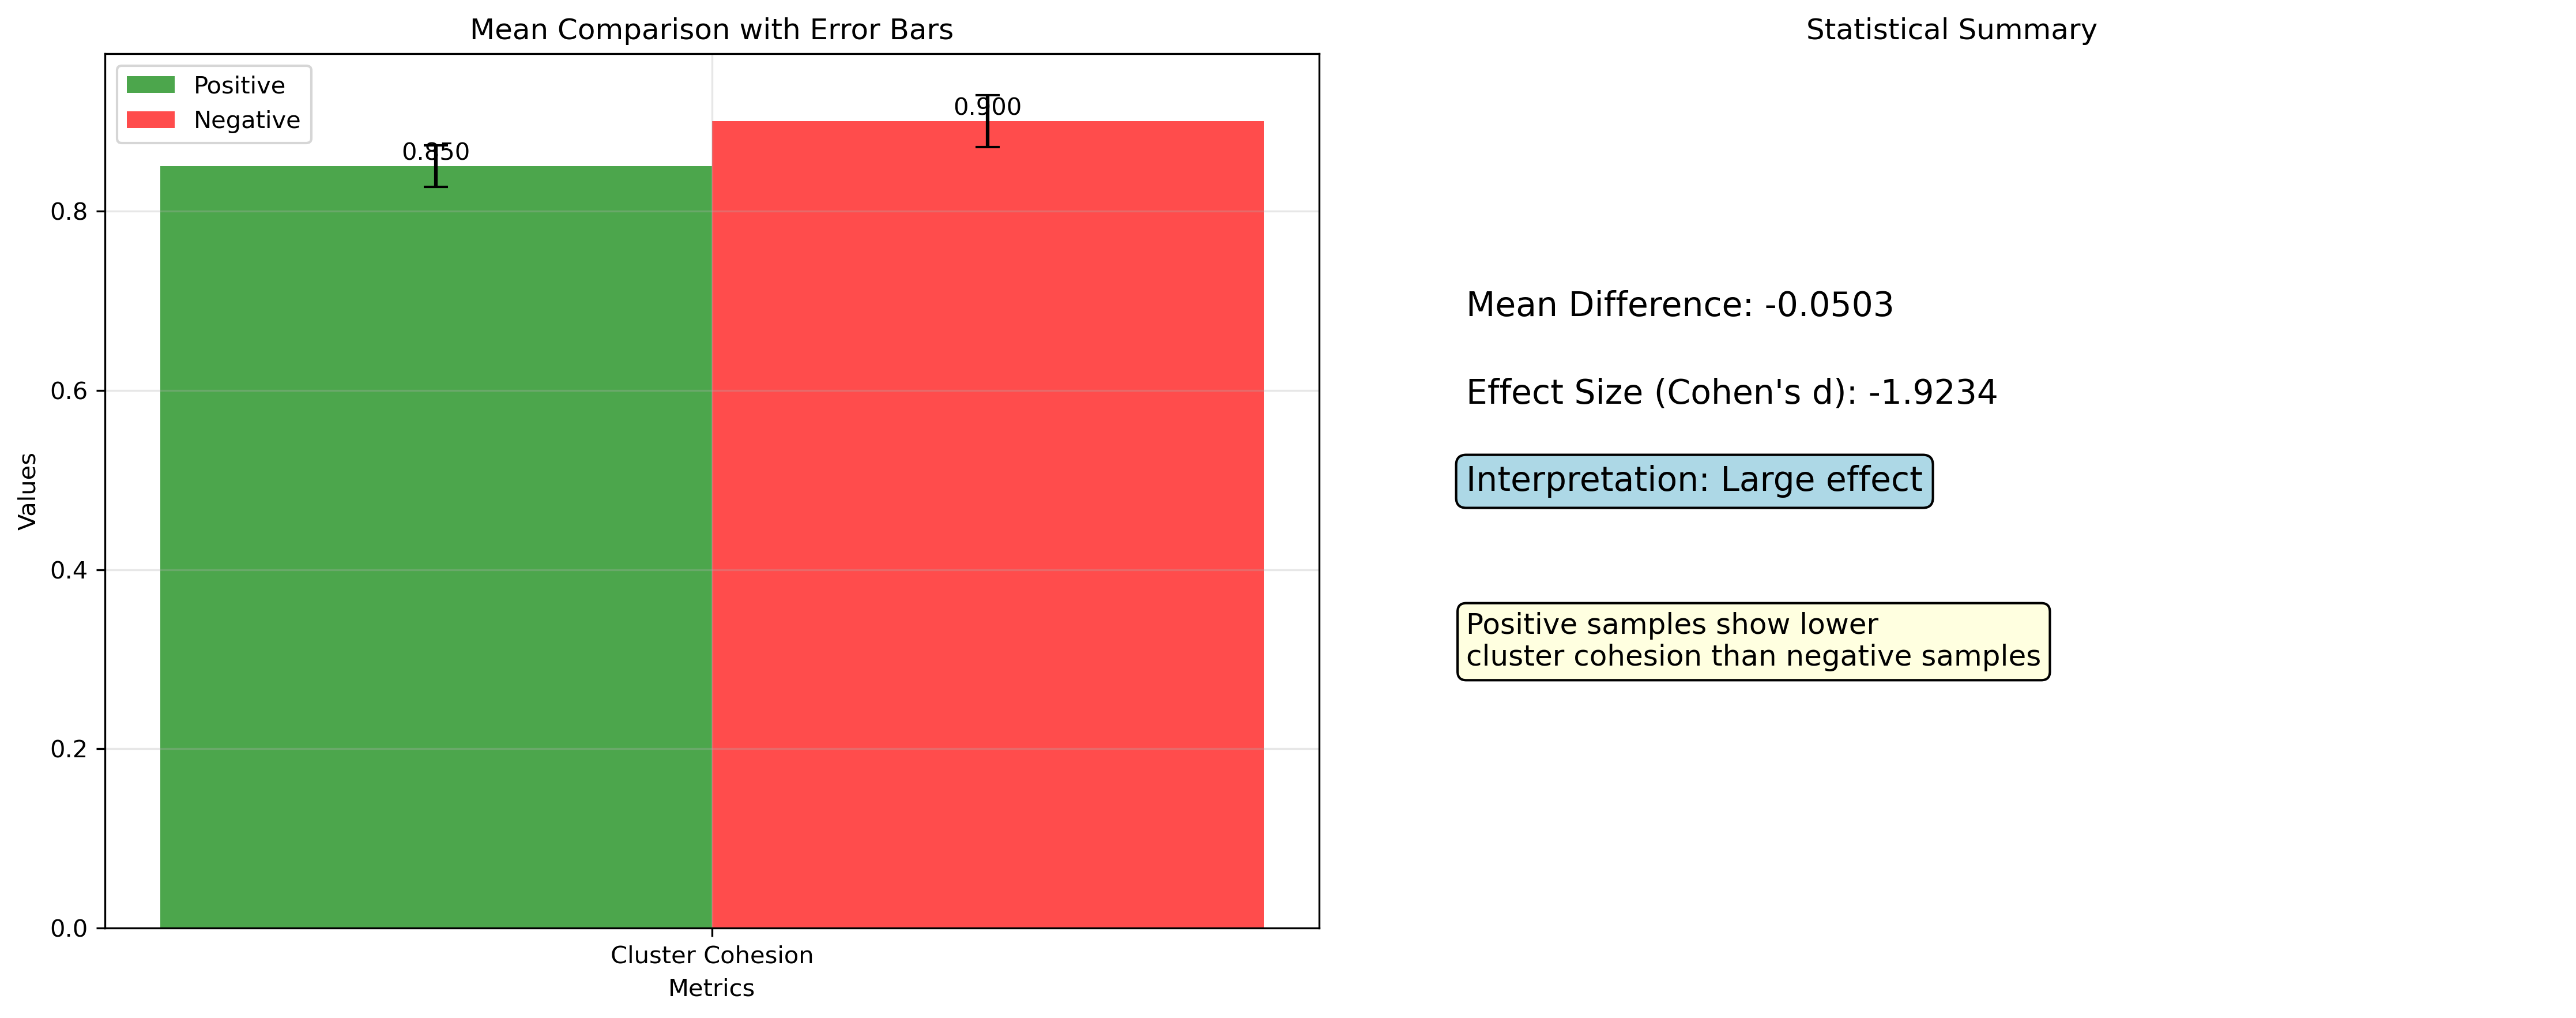 Mean Comparison with Error Bars
Positive
Negative
0.850
0.900
0.8
0.6
0.4
0.2
0.0
Values
Cluster Cohesion
Metrics
Statistical Summary
Mean Difference: -0.0503
Effect Size (Cohen's d): -1.9234
Interpretation: Large effect
Positive samples show lower
cluster cohesion than negative samples